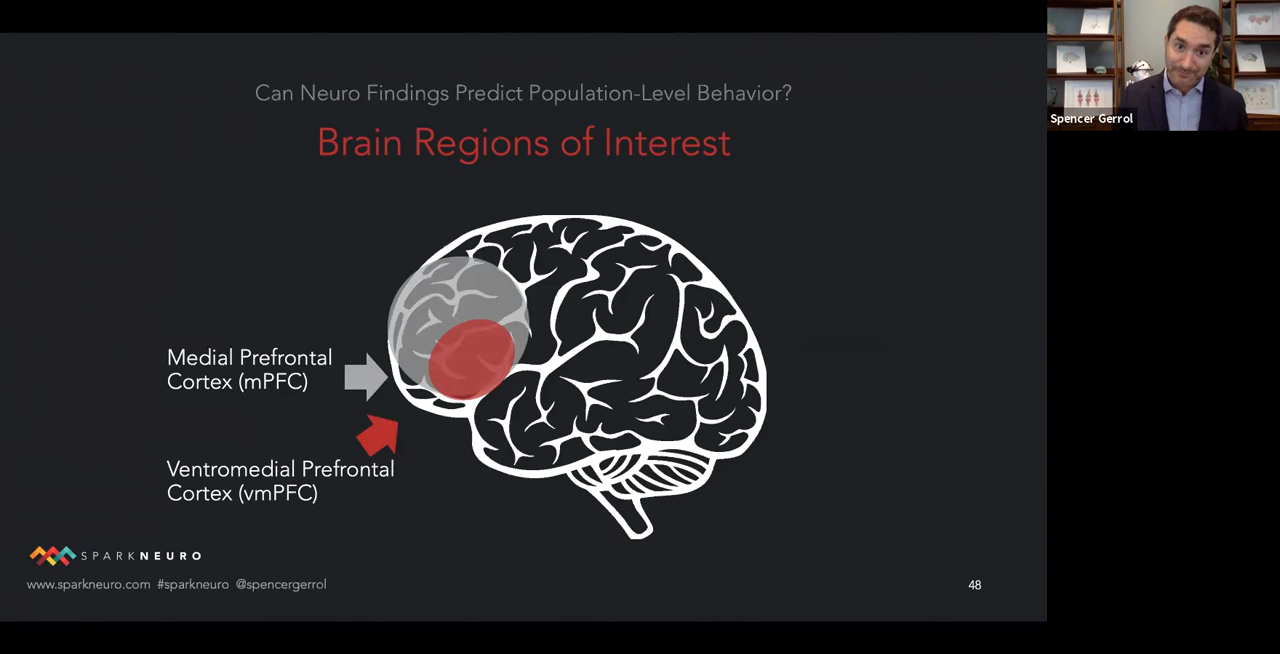 Can Neuro Findings Predict Population-Level Behavior?
Brain Regions of Interest
Medial Prefrontal
Cortex (mPFC)
Ventromedial Prefrontal
Cortex (vmPFC)
SPARKNEURO
www.sparkneuro.com #sparkneuro @spencergerrol
48
Spencer Gerrol